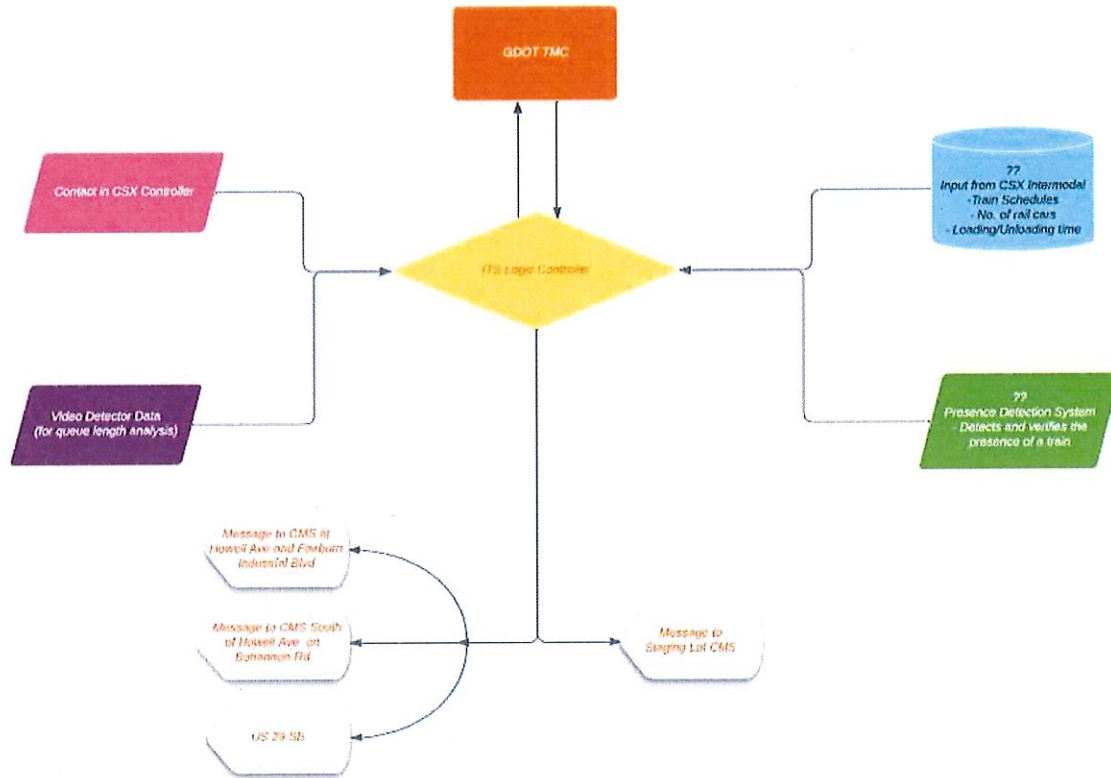 GDOT TMC
Contact in CSX Controller
??
Input from CSX Intermodal
-Train Schedules
- No. of rail cars
- Loading/Unloading time
ITS Logic Controller
Video Detector Data
(for queue length analysis)
??
Presence Detection System
- Detects and verifies the
presence of a train
Message to CMS at
Howell Ave and Fairburn
Industrial Blvd
Message to CMS South
of Howell Ave on
Bohannon Rd
Message to
Staging Lot CMS
US 29 SB